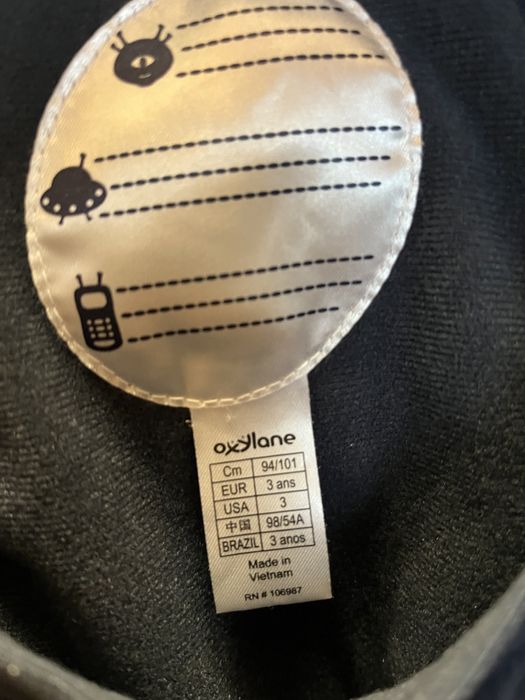 oxylane
Cm 94/101
EUR 3 ans
USA 3
中国 98/54A
BRAZIL 3 anos
Made in
Vietnam
RN # 106987